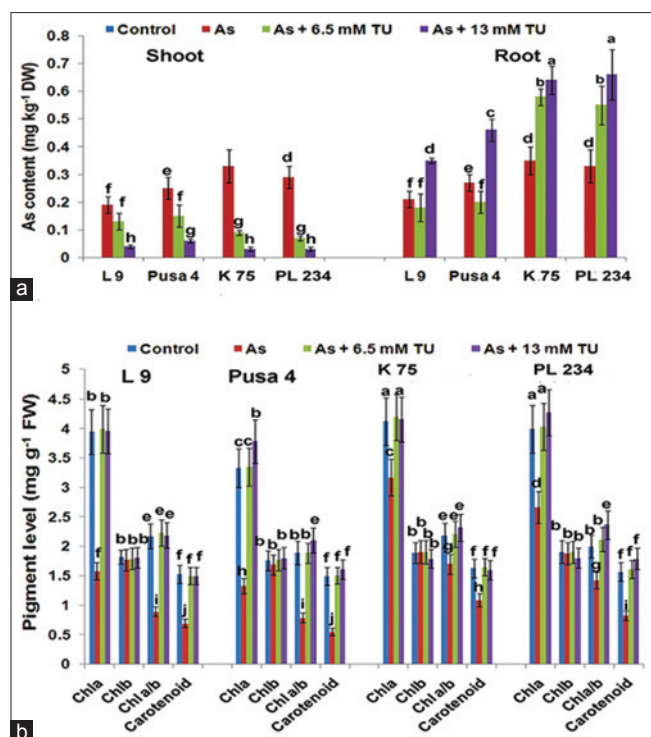 Control As As + 6.5 mM TU As + 13 mM TU
Shoot Root
As content (mg kg⁻¹ DW)
0.8
0.7
0.6
0.5
0.4
0.3
0.2
0.1
0
f f h e f g g h d g h f f d e f c d b a d b a
L 9 Pusa 4 K 75 PL 234 L 9 Pusa 4 K 75 PL 234
a
Control As As + 6.5 mM TU As + 13 mM TU
L 9 Pusa 4 K 75 PL 234
Pigment level (mg g⁻¹ FW)
5
4.5
4
3.5
3
2.5
2
1.5
1
0.5
0
Chla Chlb Chla/b Carotenoid Chla Chlb Chla/b Carotenoid Chla Chlb Chla/b Carotenoid Chla Chlb Chla/b Carotenoid
b